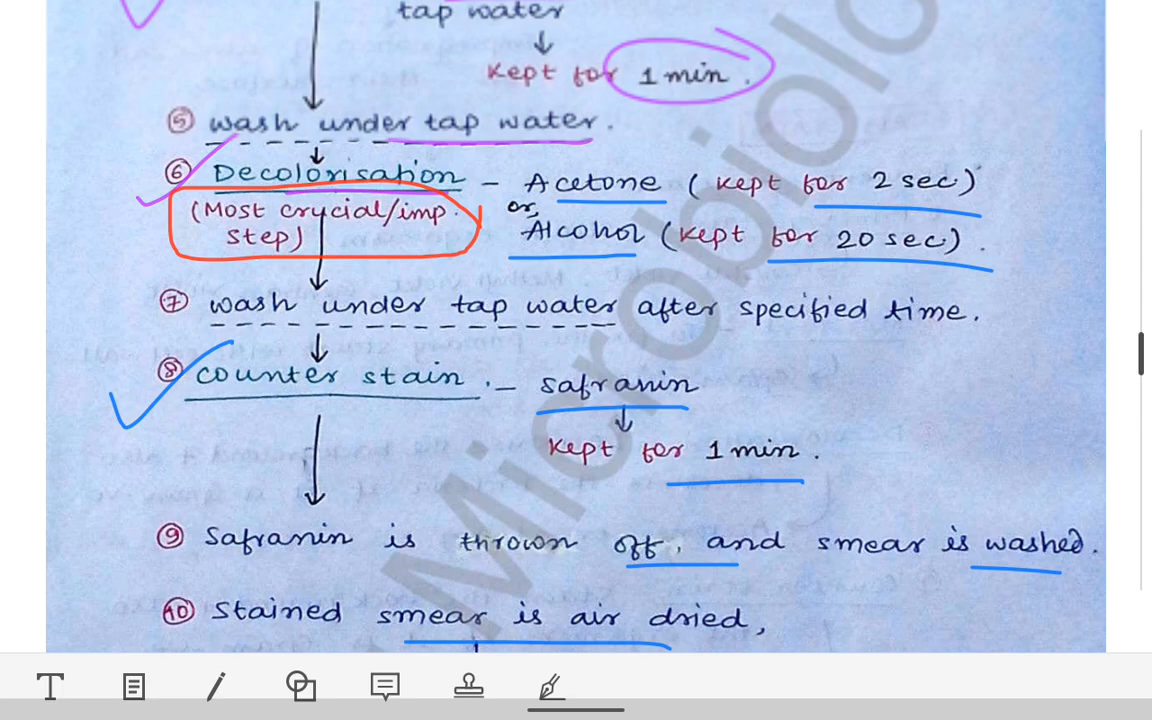 tap water
↓
Kept for 1 min.
⑤ wash under tap water.
↓
⑥ Decolorisation – Acetone (kept for 2 sec)
(Most crucial/imp. step) or, Alcohol (kept for 20 sec).
⑦ wash under tap water after specified time.
↓
⑧ counter stain. – safranin
↓
Kept for 1 min.
⑨ Safranin is thrown off, and smear is washed.
⑩ Stained smear is air dried,
Microbiolo
T